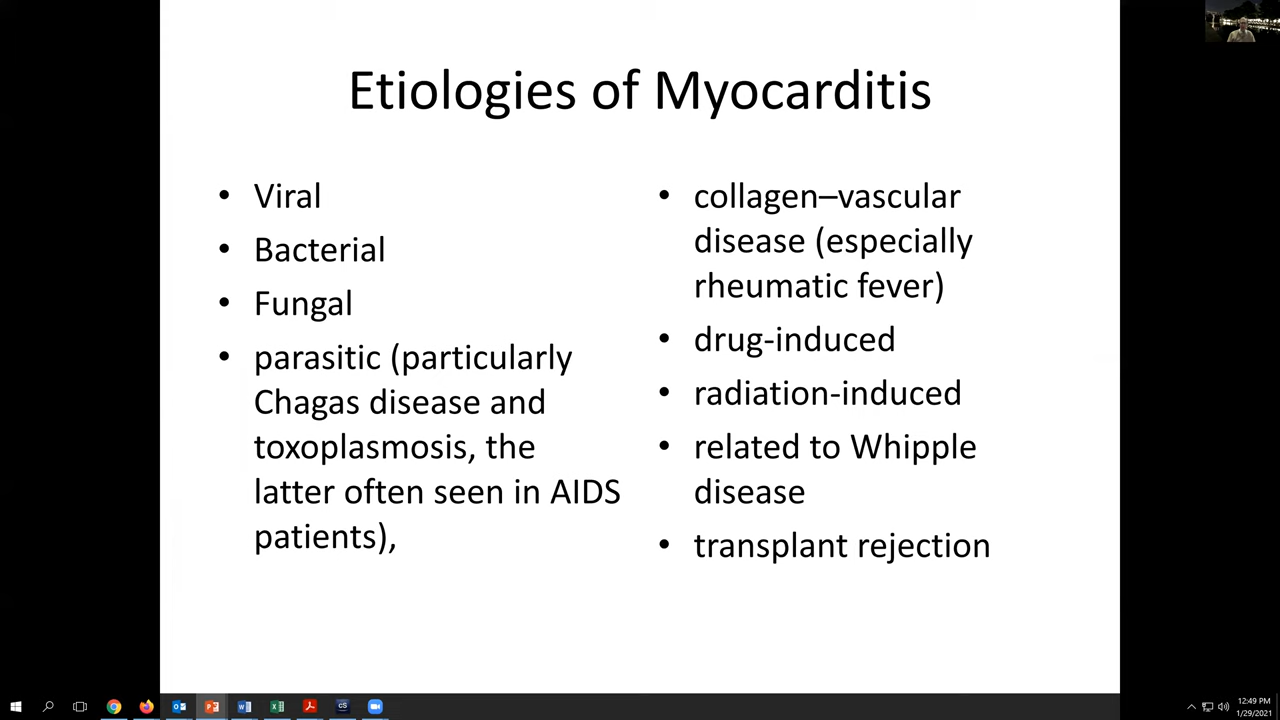 Etiologies of Myocarditis
• Viral
• Bacterial
• Fungal
• parasitic (particularly
Chagas disease and
toxoplasmosis, the
latter often seen in AIDS
patients),
• collagen–vascular
disease (especially
rheumatic fever)
• drug-induced
• radiation-induced
• related to Whipple
disease
• transplant rejection
12:49 PM
1/29/2021